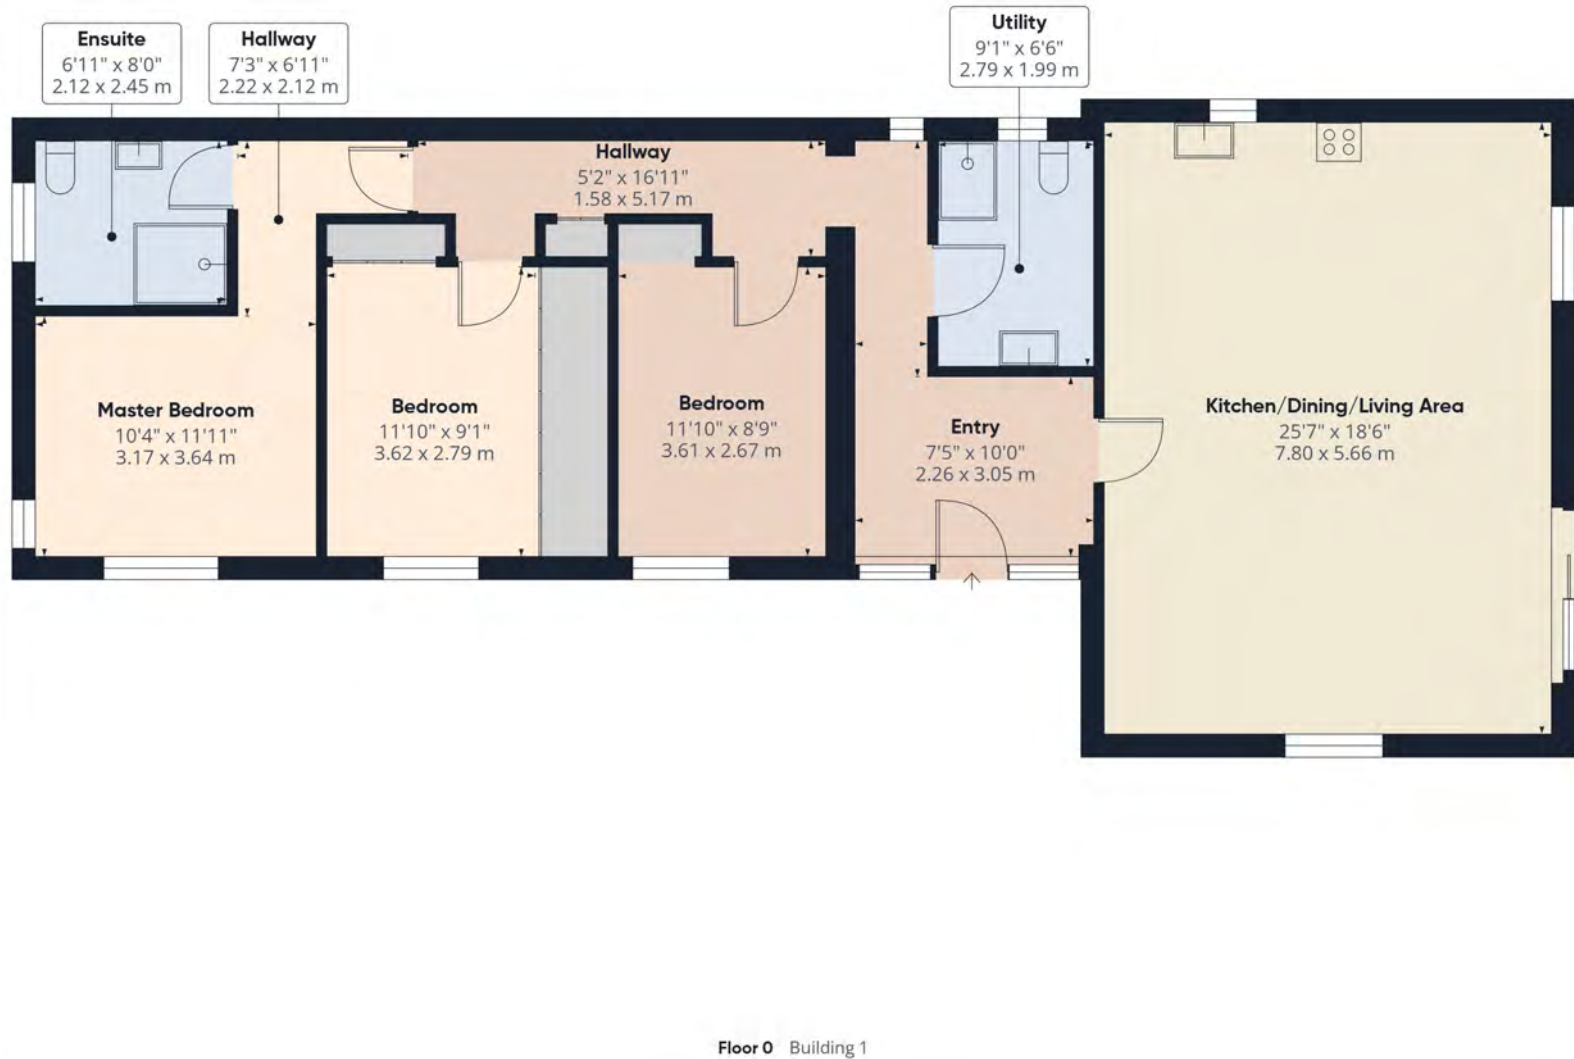 Ensuite
6'11" x 8'0"
2.12 x 2.45 m
Hallway
7'3" x 6'11"
2.22 x 2.12 m
Utility
9'1" x 6'6"
2.79 x 1.99 m
Hallway
5'2" x 16'11"
1.58 x 5.17 m
Master Bedroom
10'4" x 11'11"
3.17 x 3.64 m
Bedroom
11'10" x 9'1"
3.62 x 2.79 m
Bedroom
11'10" x 8'9"
3.61 x 2.67 m
Entry
7'5" x 10'0"
2.26 x 3.05 m
Kitchen/Dining/Living Area
25'7" x 18'6"
7.80 x 5.66 m
Floor 0 Building 1